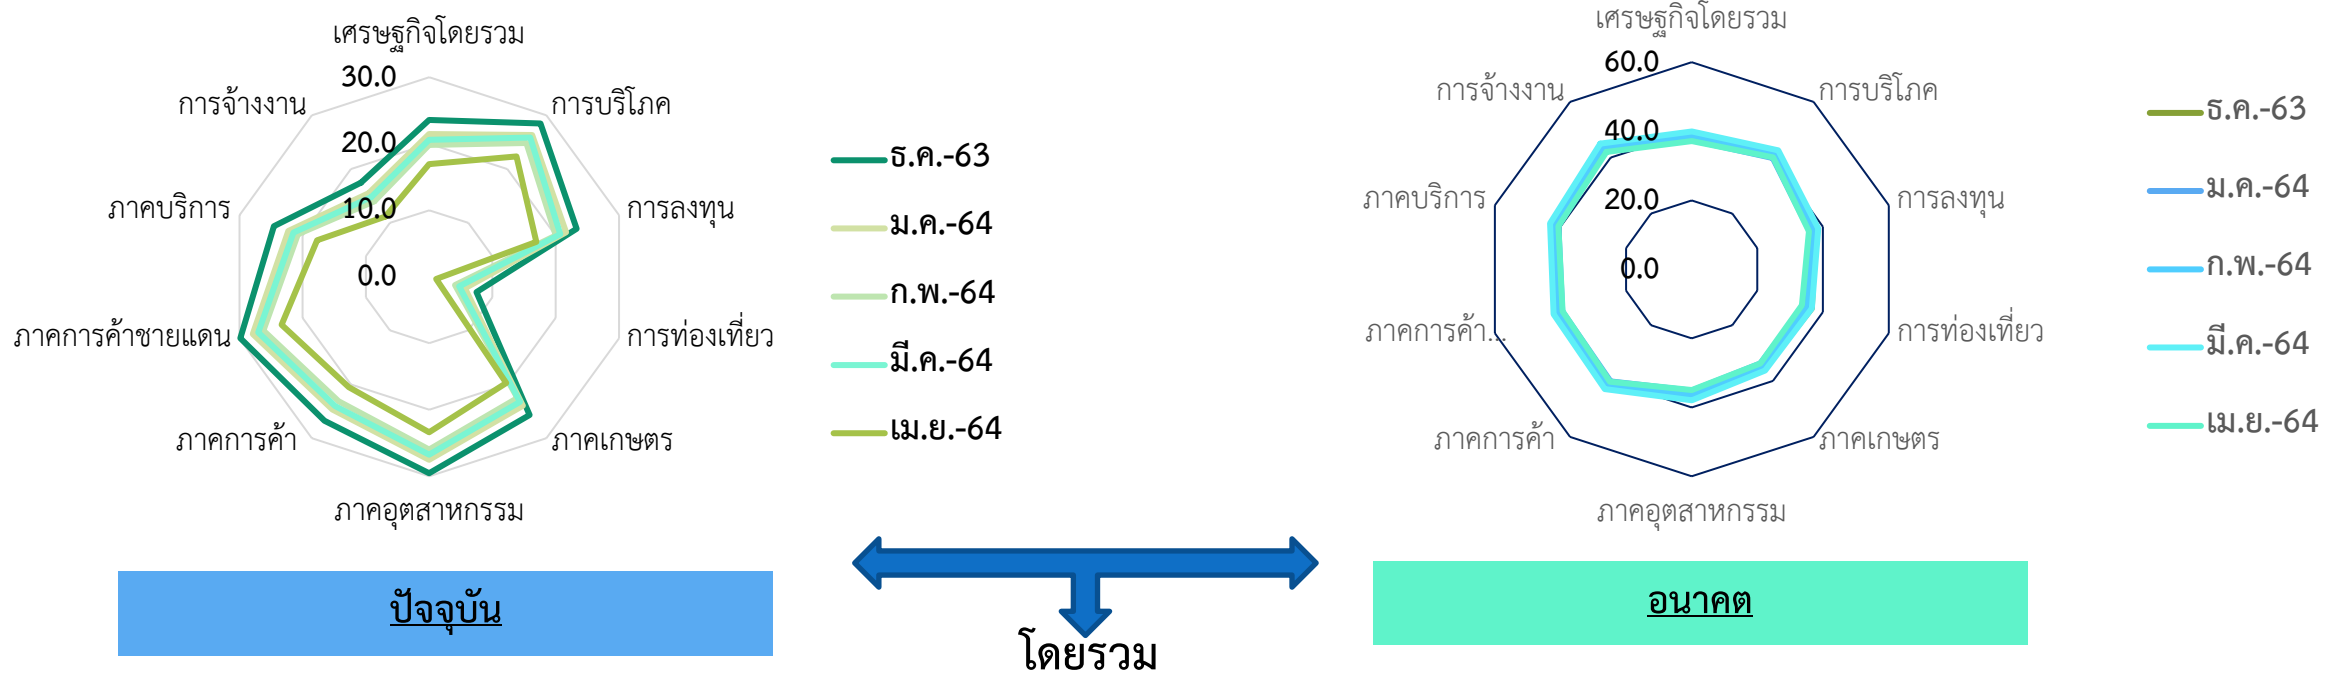 เศรษฐกิจโดยรวม
30.0
การจ้างงาน
การบริโภค
20.0
ภาคบริการ
10.0
การลงทุน
0.0
ภาคการค้าชายแดน
การท่องเที่ยว
ภาคการค้า
ภาคเกษตร
ภาคอุตสาหกรรม
ธ.ค.-63
ม.ค.-64
ก.พ.-64
มี.ค.-64
เม.ย.-64
ปัจจุบัน
โดยรวม
เศรษฐกิจโดยรวม
60.0
การจ้างงาน
การบริโภค
40.0
ภาคบริการ
20.0
การลงทุน
0.0
ภาคการค้า...
การท่องเที่ยว
ภาคการค้า
ภาคเกษตร
ภาคอุตสาหกรรม
ธ.ค.-63
ม.ค.-64
ก.พ.-64
มี.ค.-64
เม.ย.-64
อนาคต